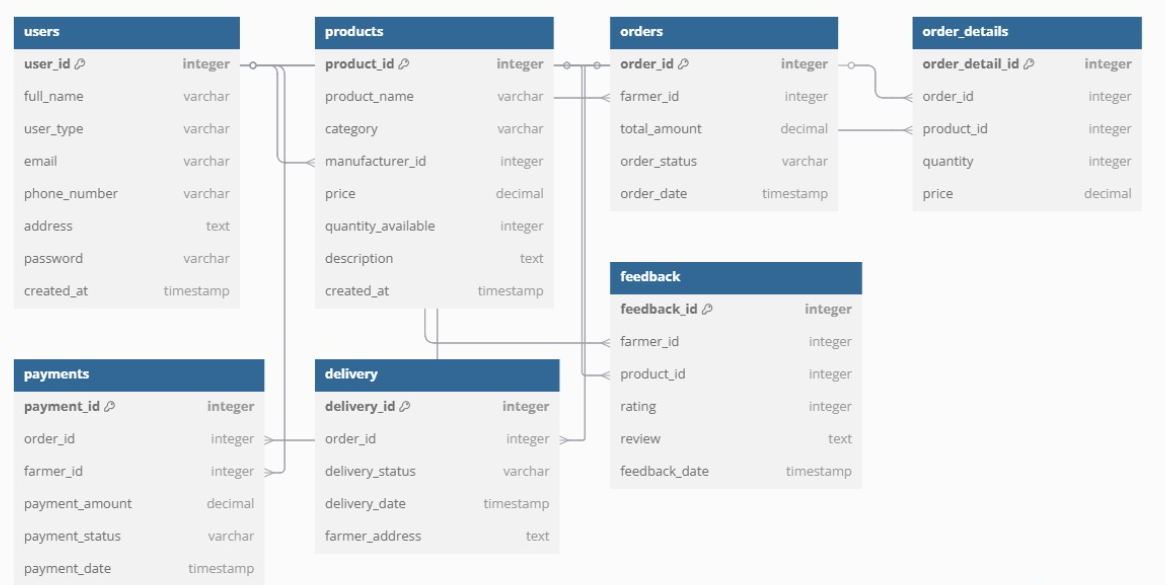 users
user_id integer
full_name varchar
user_type varchar
email varchar
phone_number varchar
address text
password varchar
created_at timestamp
products
product_id integer
product_name varchar
category varchar
manufacturer_id integer
price decimal
quantity_available integer
description text
created_at timestamp
orders
order_id integer
farmer_id integer
total_amount decimal
order_status varchar
order_date timestamp
order_details
order_detail_id integer
order_id integer
product_id integer
quantity integer
price decimal
feedback
feedback_id integer
farmer_id integer
product_id integer
rating integer
review text
feedback_date timestamp
payments
payment_id integer
order_id integer
farmer_id integer
payment_amount decimal
payment_status varchar
payment_date timestamp
delivery
delivery_id integer
order_id integer
delivery_status varchar
delivery_date timestamp
farmer_address text